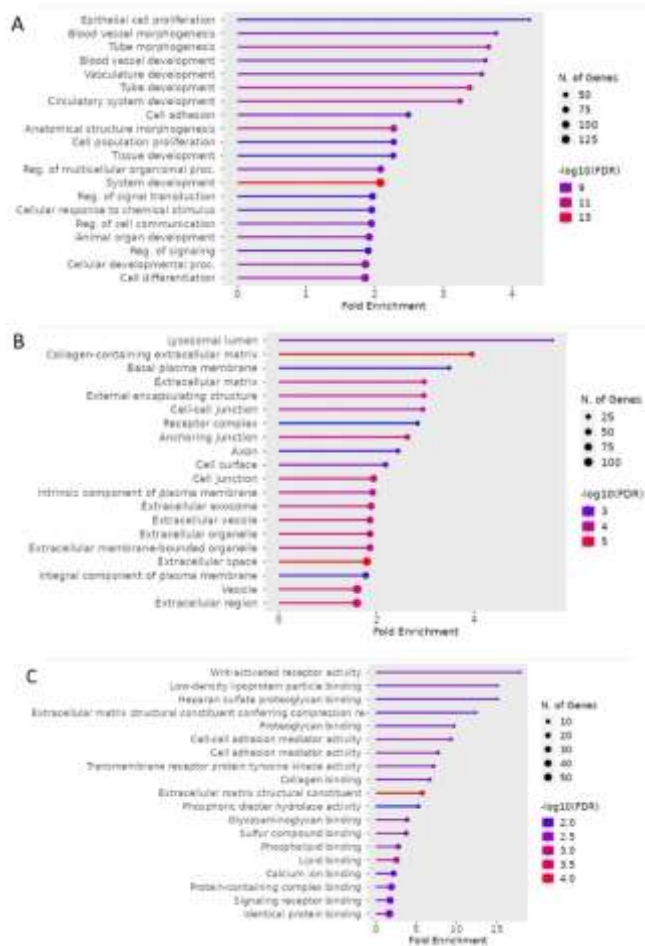 A
Epithelial cell proliferation
Blood vessel morphogenesis
Tube morphogenesis
Blood vessel development
Vasculature development
Tube development
Circulatory system development
Cell adhesion
Anatomical structure morphogenesis
Cell population proliferation
Tissue development
Reg. of multicellular organismal proc.
System development
Reg. of signal transduction
Cellular response to chemical stimulus
Reg. of cell communication
Animal organ development
Reg. of signaling
Cellular developmental proc.
Cell differentiation
0 1 2 3 4
Fold Enrichment
N. of Genes
50
75
100
125
-log10(FDR)
9
11
13
B
Lysosomal lumen
Collagen-containing extracellular matrix
Basal plasma membrane
Extracellular matrix
External encapsulating structure
Cell-cell junction
Receptor complex
Anchoring junction
Axon
Cell surface
Cell junction
Intrinsic component of plasma membrane
Extracellular exosome
Extracellular vesicle
Extracellular organelle
Extracellular membrane-bounded organelle
Extracellular space
Integral component of plasma membrane
Vesicle
Extracellular region
0 2 4
Fold Enrichment
N. of Genes
25
50
75
100
-log10(FDR)
3
4
5
C
Wnt-activated receptor activity
Low-density lipoprotein particle binding
Heparan sulfate proteoglycan binding
Extracellular matrix structural constituent conferring compression re
Proteoglycan binding
Cell-cell adhesion mediator activity
Cell adhesion mediator activity
Transmembrane receptor protein tyrosine kinase activity
Collagen binding
Extracellular matrix structural constituent
Phosphoric diester hydrolase activity
Glycosaminoglycan binding
Sulfur compound binding
Phospholipid binding
Lipid binding
Calcium ion binding
Protein-containing complex binding
Signaling receptor binding
Identical protein binding
0 5 10 15
Fold Enrichment
N. of Genes
10
20
30
40
50
-log10(FDR)
2.0
2.5
3.0
3.5
4.0